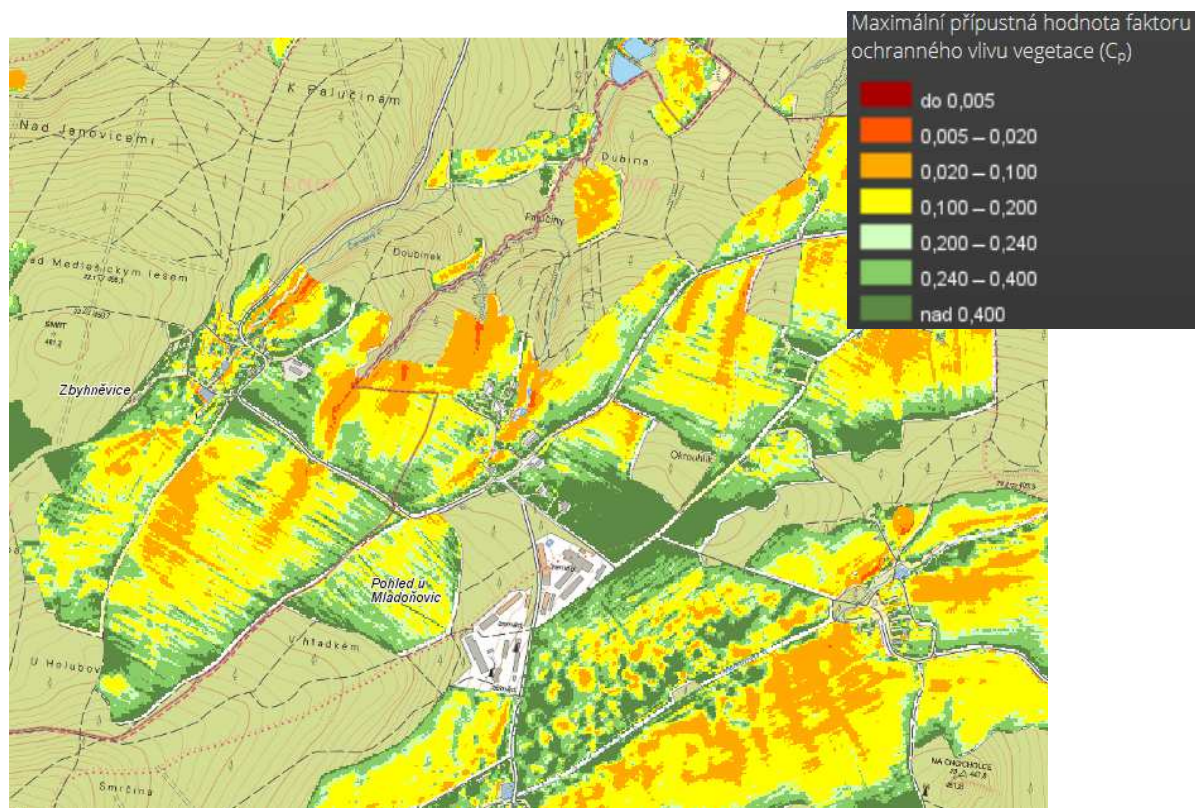 Maximální přípustná hodnota faktoru
ochranného vlivu vegetace (Cₚ)
do 0,005
0,005 – 0,020
0,020 – 0,100
0,100 – 0,200
0,200 – 0,240
0,240 – 0,400
nad 0,400
K Palučinám
Nad Janovicemi
Dubina
Palučiny
Doubínek
Medlešickým lesem
Zbyhněvice
Okrouhlík
Pohled u
Mladoňovic
U hladkém
U Holubov
NA CHOCHOLCE
Smrčina